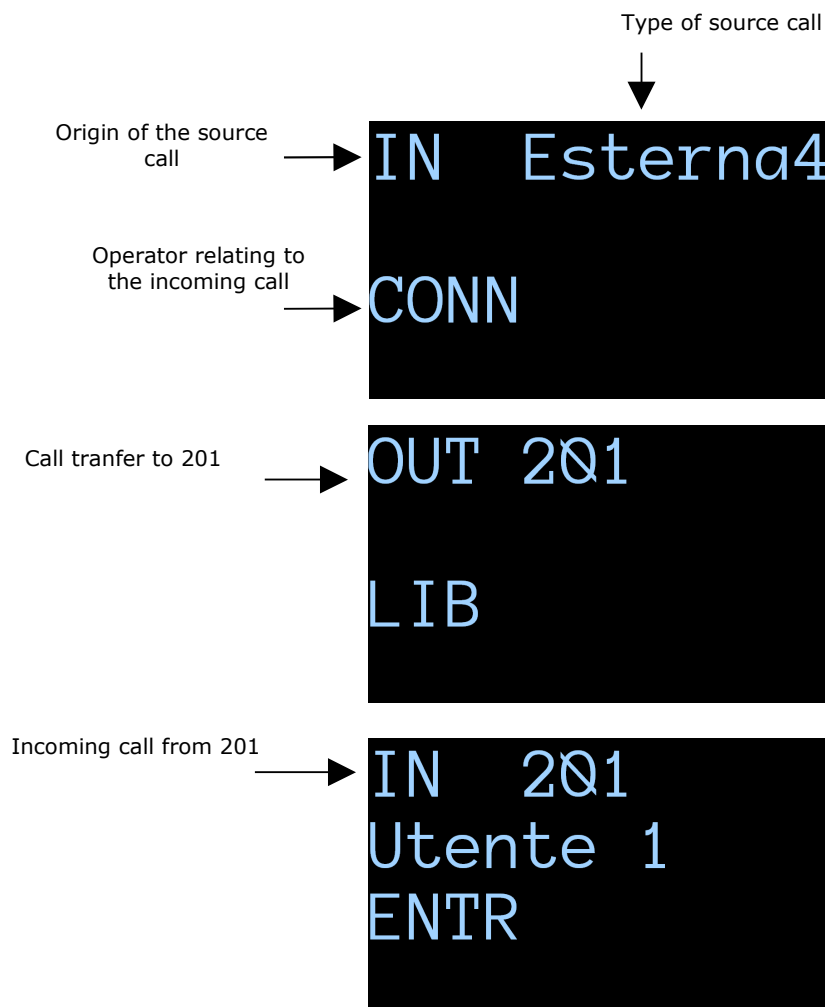 Type of source call
Origin of the source
call
IN Esterna4
Operator relating to
the incoming call
CONN
Call tranfer to 201
OUT 201
LIB
Incoming call from 201
IN 201
Utente 1
ENTR